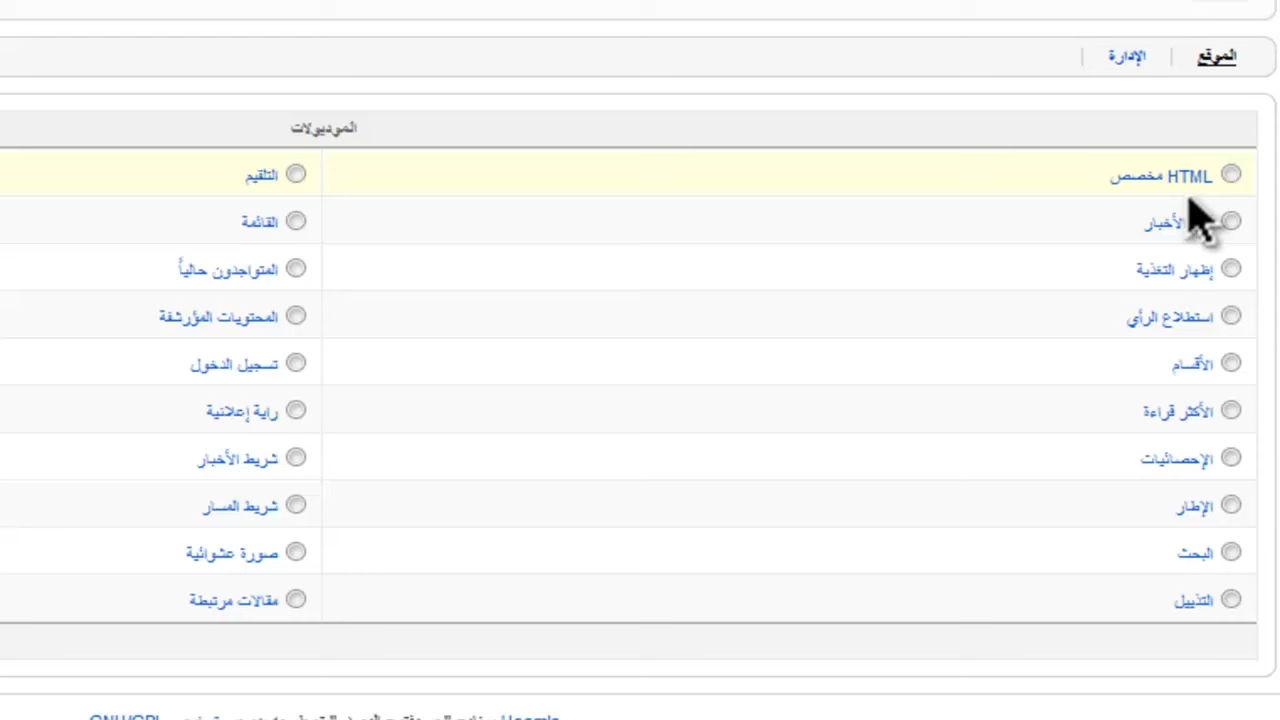 الموقع | الإدارة |
الموديولات
HTML مخصص التلقيم
الأخبار القائمة
إظهار التغذية المتواجدون حالياً
استطلاع الرأي المحتويات المؤرشفة
الأقسام تسجيل الدخول
الأكثر قراءة راية إعلانية
الإحصائيات شريط الأخبار
الإطار شريط المسار
البحث صورة عشوائية
التذييل مقالات مرتبطة